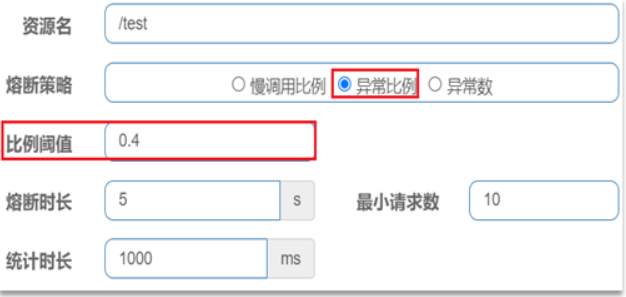 资源名 /test
熔断策略 慢调用比例 异常比例 异常数
比例阈值 0.4
熔断时长 5 s 最小请求数 10
统计时长 1000 ms